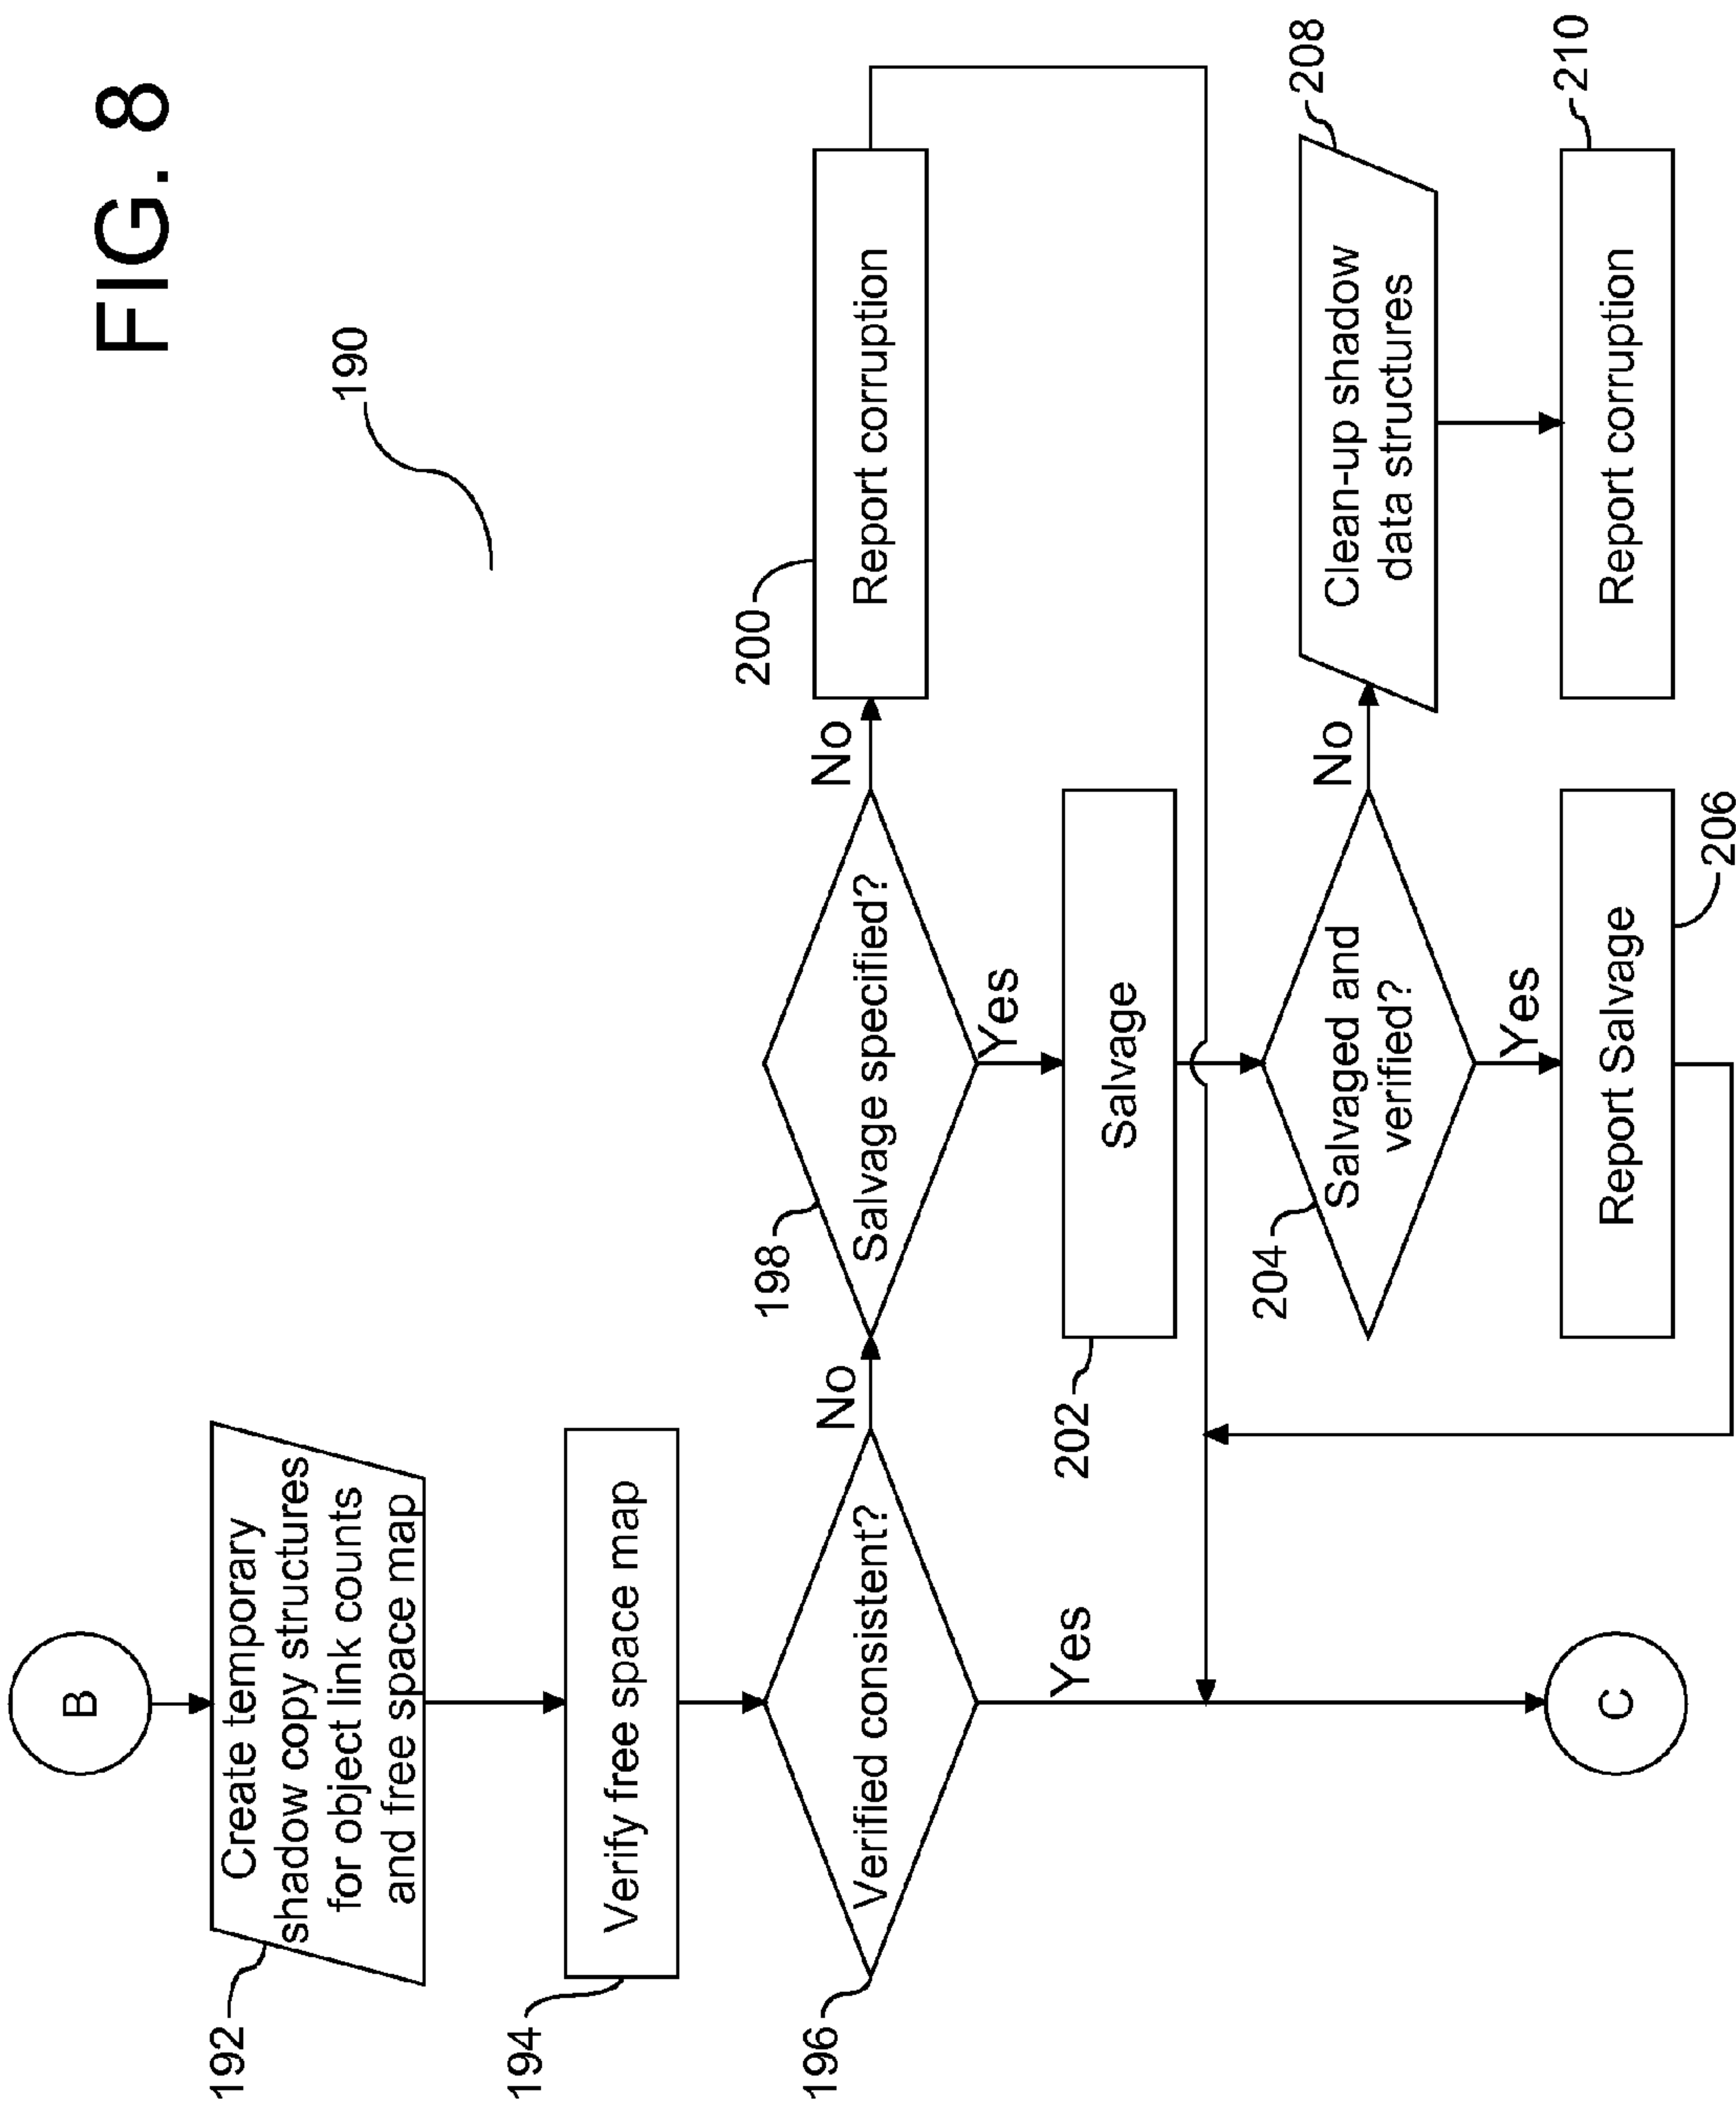 FIG. 8
190
B
192
Create temporary
shadow copy structures
for object link counts
and free space map
194
Verify free space map
196
Verified consistent?
No
Yes
198
Salvage specified?
No
Yes
200
Report corruption
202
Salvage
204
Salvaged and
verified?
No
Yes
208
Clean-up shadow
data structures
Report Salvage
206
Report corruption
210
C